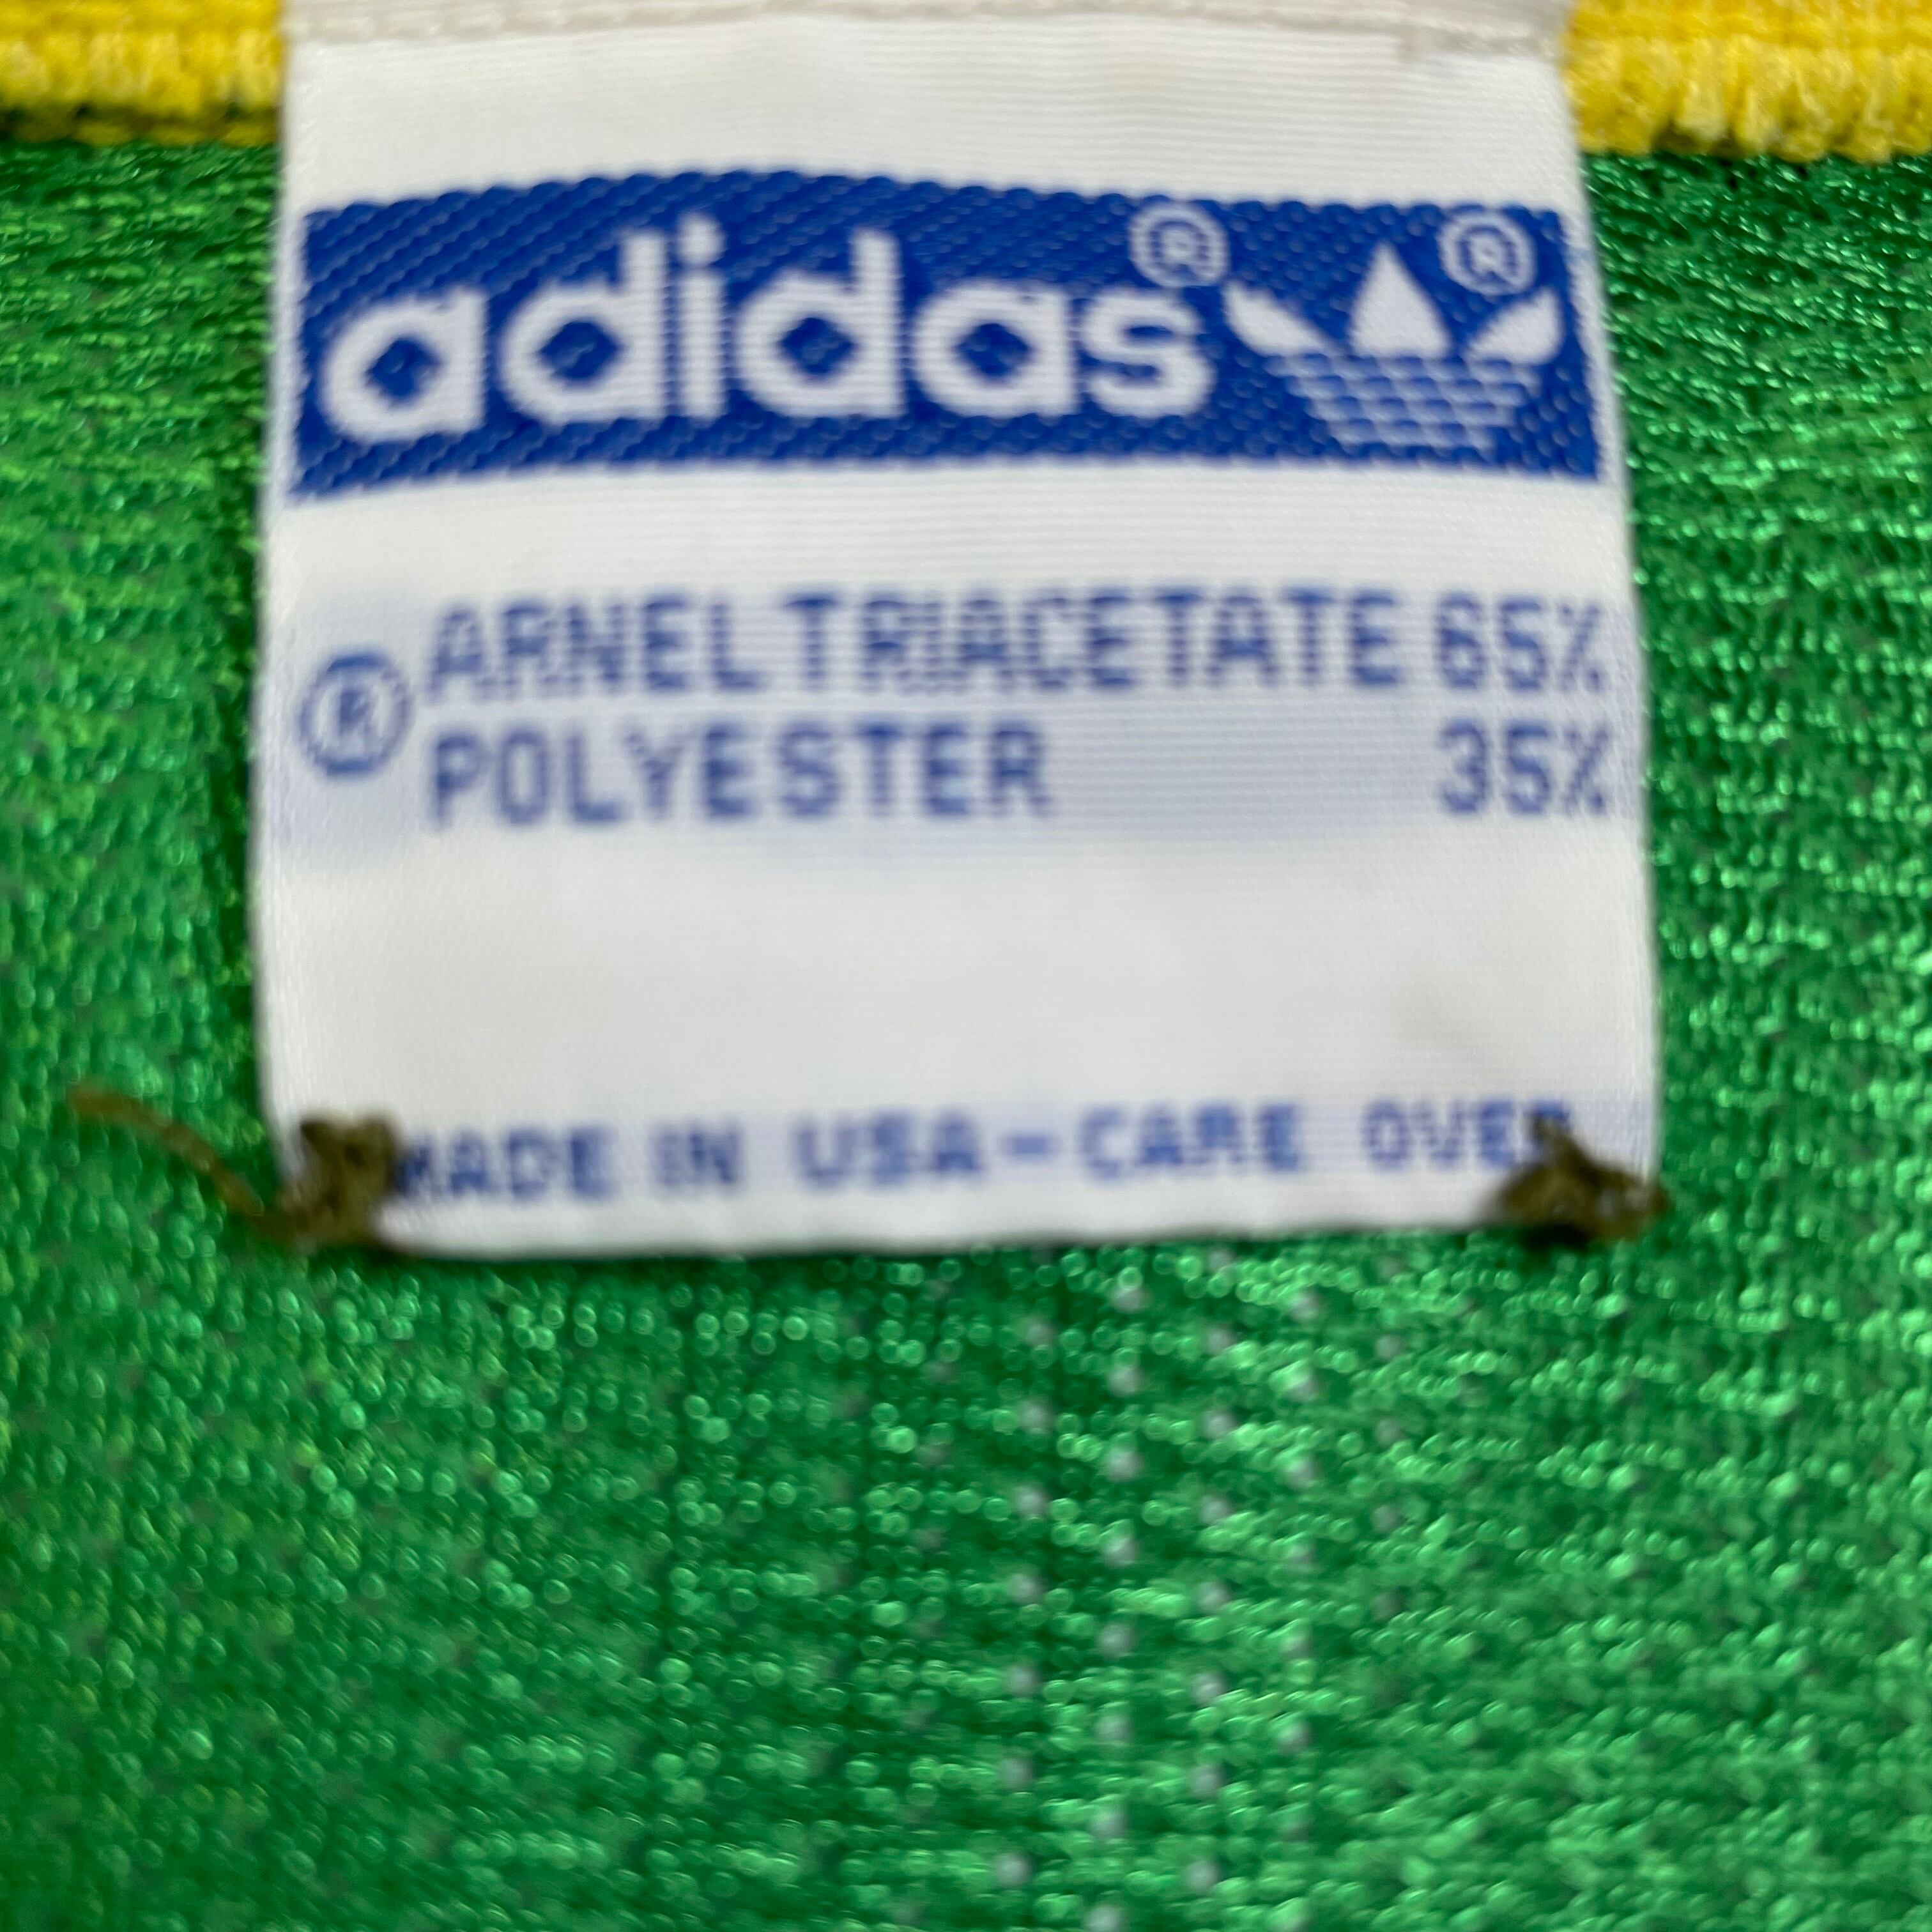 adidas® ®
® ARNEL TRIACETATE 65%
POLYESTER 35%
MADE IN USA-CARE OVER